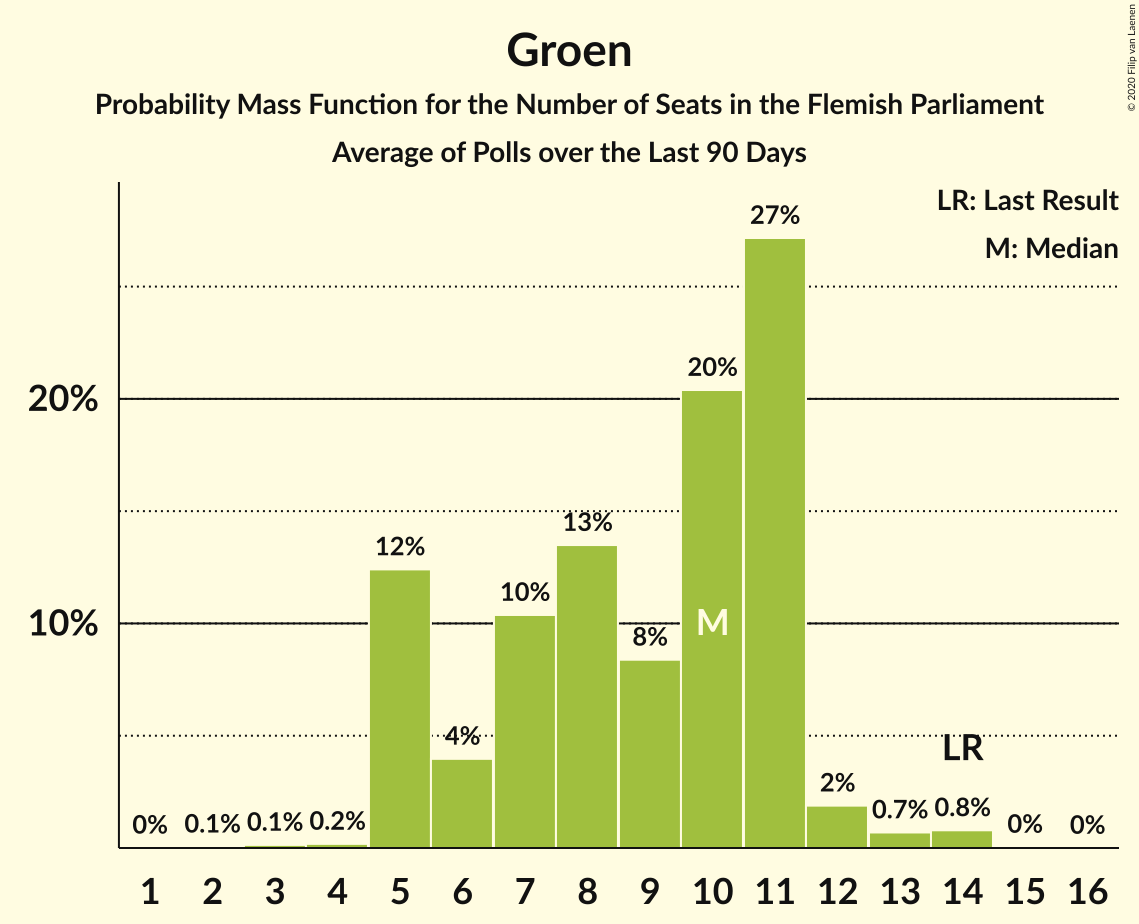 Groen
Probability Mass Function for the Number of Seats in the Flemish Parliament
Average of Polls over the Last 90 Days
© 2020 Filip van Laenen
LR: Last Result
M: Median
27%
20%
20%
13%
12%
10%
10%
M
8%
4%
LR
2%
0% 0.1% 0.1% 0.2% 0.7% 0.8% 0% 0%
1 2 3 4 5 6 7 8 9 10 11 12 13 14 15 16